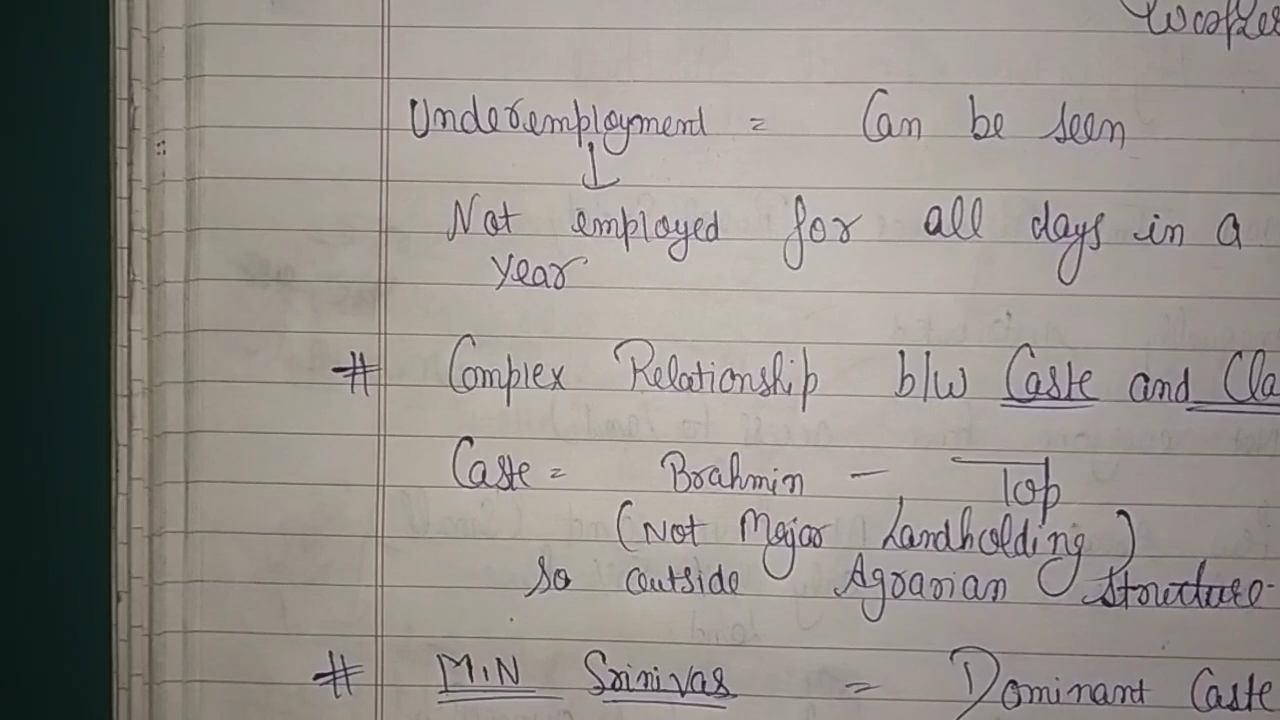 Underemployment = Can be seen
↓
Not employed for all days in a
year
# Complex Relationship b/w Caste and Cla
Caste = Brahmin - Top
(Not Major Landholding)
So outside Agrarian Structure
# M.N Srinivas = Dominant Caste